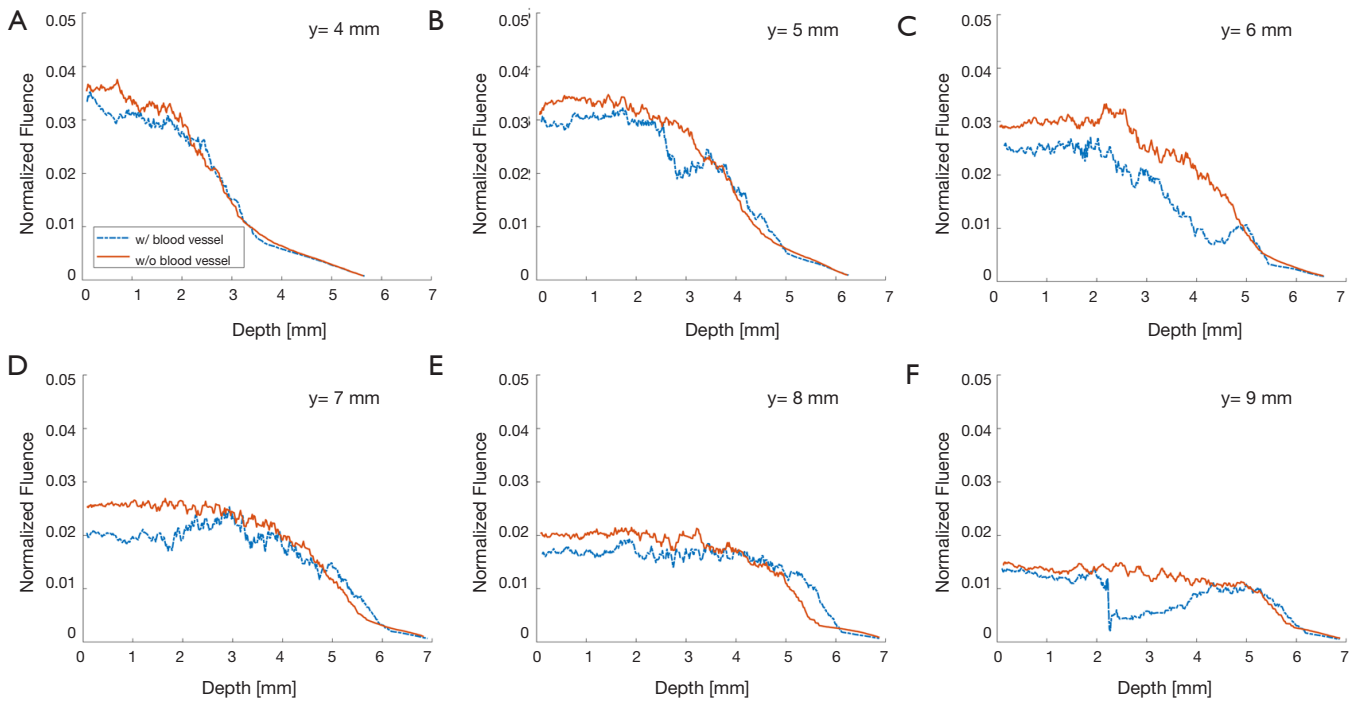 A
y= 4 mm
0.05
0.04
0.03
0.02
0.01
0
Normalized Fluence
w/ blood vessel
w/o blood vessel
0 1 2 3 4 5 6 7
Depth [mm]
B
y= 5 mm
0.05
0.04
0.03
0.02
0.01
0
Normalized Fluence
0 1 2 3 4 5 6 7
Depth [mm]
C
y= 6 mm
0.05
0.04
0.03
0.02
0.01
0
Normalized Fluence
0 1 2 3 4 5 6 7
Depth [mm]
D
y= 7 mm
0.05
0.04
0.03
0.02
0.01
0
Normalized Fluence
0 1 2 3 4 5 6 7
Depth [mm]
E
y= 8 mm
0.05
0.04
0.03
0.02
0.01
0
Normalized Fluence
0 1 2 3 4 5 6 7
Depth [mm]
F
y= 9 mm
0.05
0.04
0.03
0.02
0.01
0
Normalized Fluence
0 1 2 3 4 5 6 7
Depth [mm]